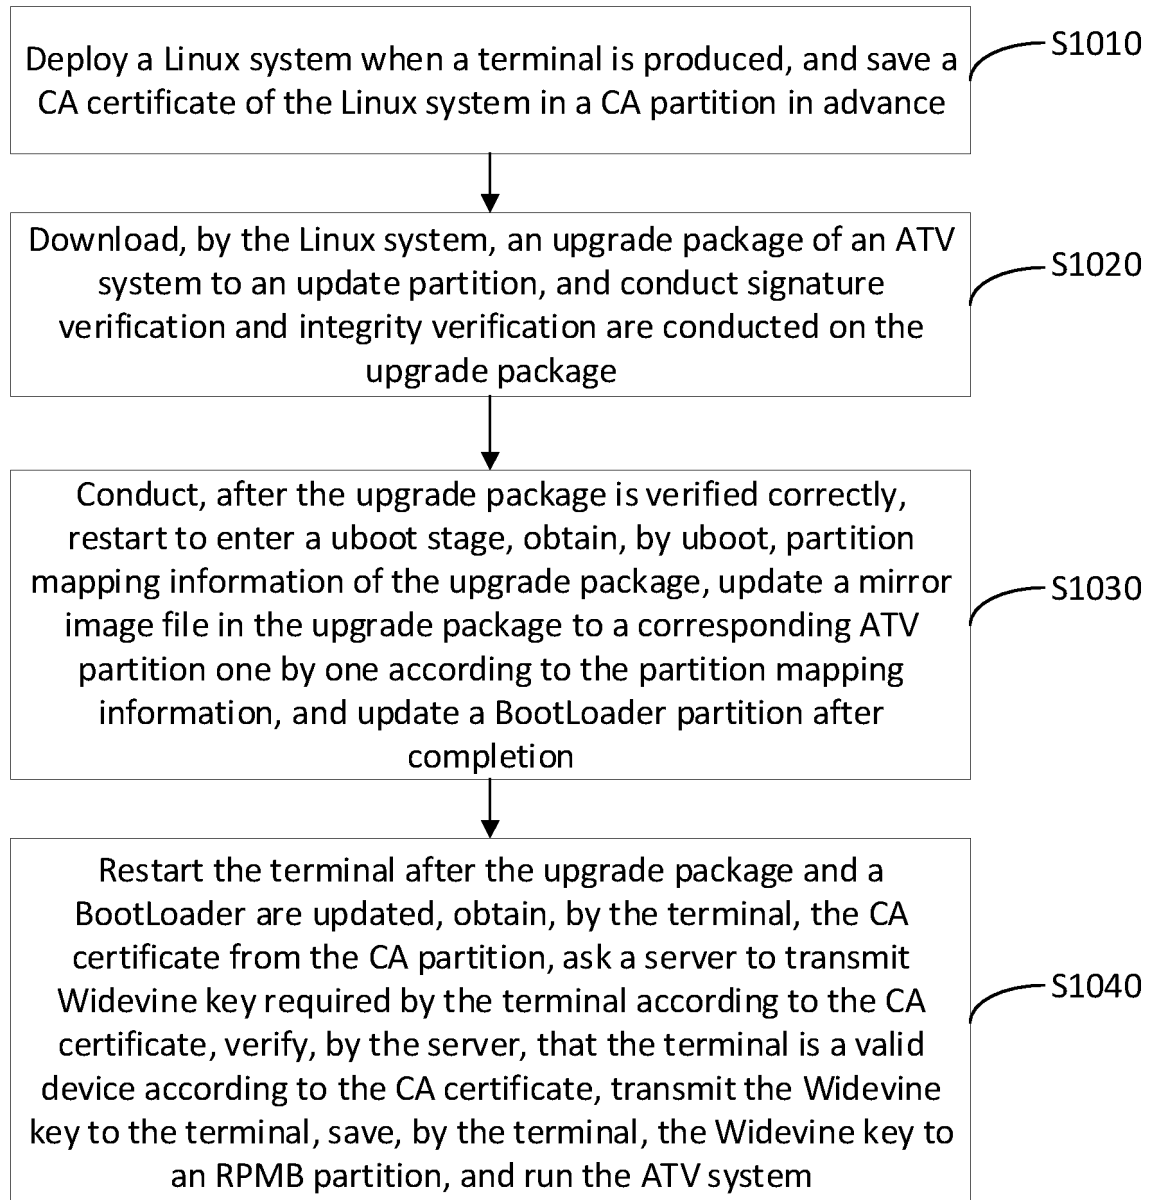 Deploy a Linux system when a terminal is produced, and save a
CA certificate of the Linux system in a CA partition in advance
S1010
Download, by the Linux system, an upgrade package of an ATV
system to an update partition, and conduct signature
verification and integrity verification are conducted on the
upgrade package
S1020
Conduct, after the upgrade package is verified correctly,
restart to enter a uboot stage, obtain, by uboot, partition
mapping information of the upgrade package, update a mirror
image file in the upgrade package to a corresponding ATV
partition one by one according to the partition mapping
information, and update a BootLoader partition after
completion
S1030
Restart the terminal after the upgrade package and a
BootLoader are updated, obtain, by the terminal, the CA
certificate from the CA partition, ask a server to transmit
Widevine key required by the terminal according to the CA
certificate, verify, by the server, that the terminal is a valid
device according to the CA certificate, transmit the Widevine
key to the terminal, save, by the terminal, the Widevine key to
an RPMB partition, and run the ATV system
S1040